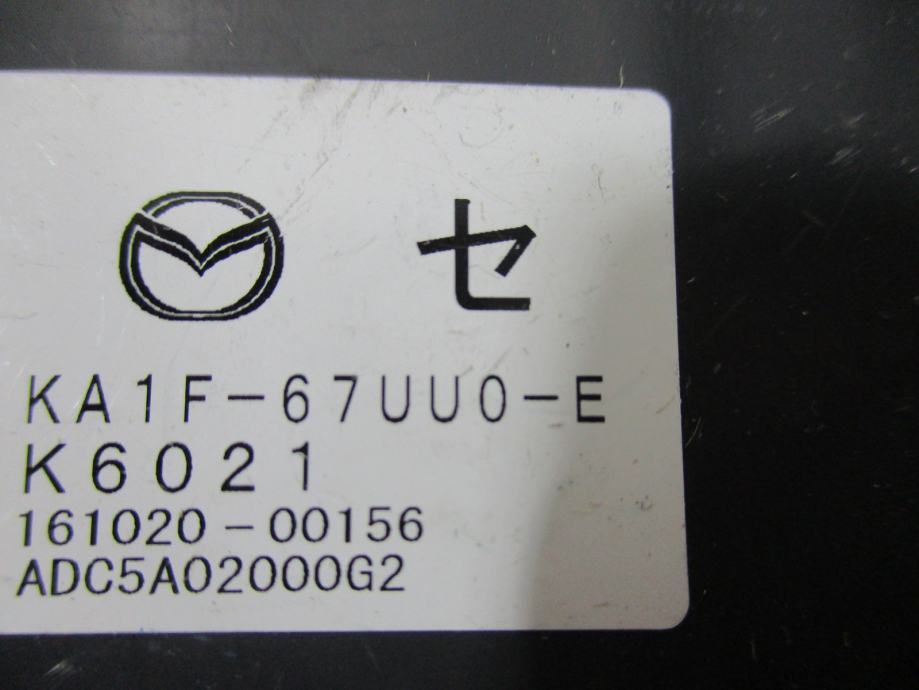 セ
KA1F-67UU0-E
K6021
161020-00156
ADC5A02000G2